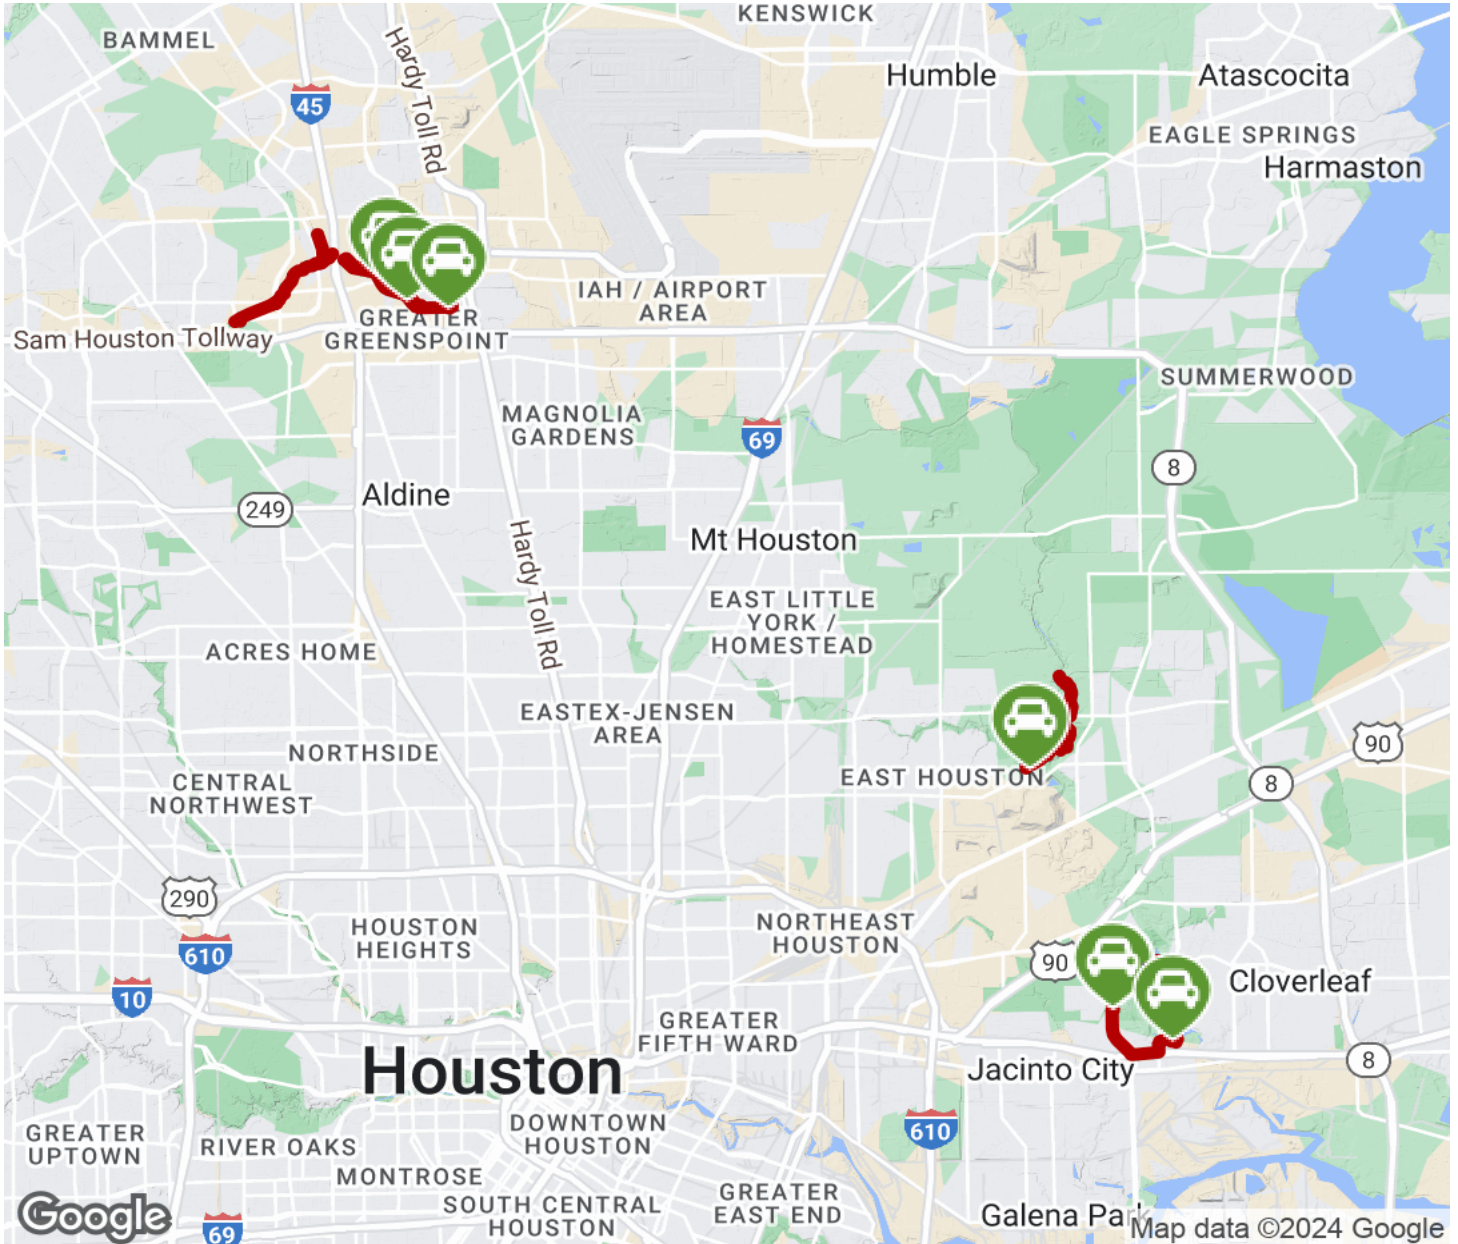 KENSWICK
BAMMEL
Hardy Toll Rd
45
Humble
Atascocita
EAGLE SPRINGS
Harmaston
IAH / AIRPORT
AREA
GREATER
GREENSPOINT
Sam Houston Tollway
SUMMERWOOD
MAGNOLIA
GARDENS
69
8
Aldine
249
Hardy Toll Rd
Mt Houston
EAST LITTLE
YORK /
HOMESTEAD
ACRES HOME
EASTEX-JENSEN
AREA
90
NORTHSIDE
EAST HOUSTON
8
CENTRAL
NORTHWEST
290
HOUSTON
HEIGHTS
NORTHEAST
HOUSTON
610
90
Cloverleaf
10
GREATER
FIFTH WARD
Houston
Jacinto City
8
DOWNTOWN
HOUSTON
610
GREATER
UPTOWN
RIVER OAKS
MONTROSE
SOUTH CENTRAL
HOUSTON
GREATER
EAST END
Galena Park
Google
69
Map data ©2024 Google